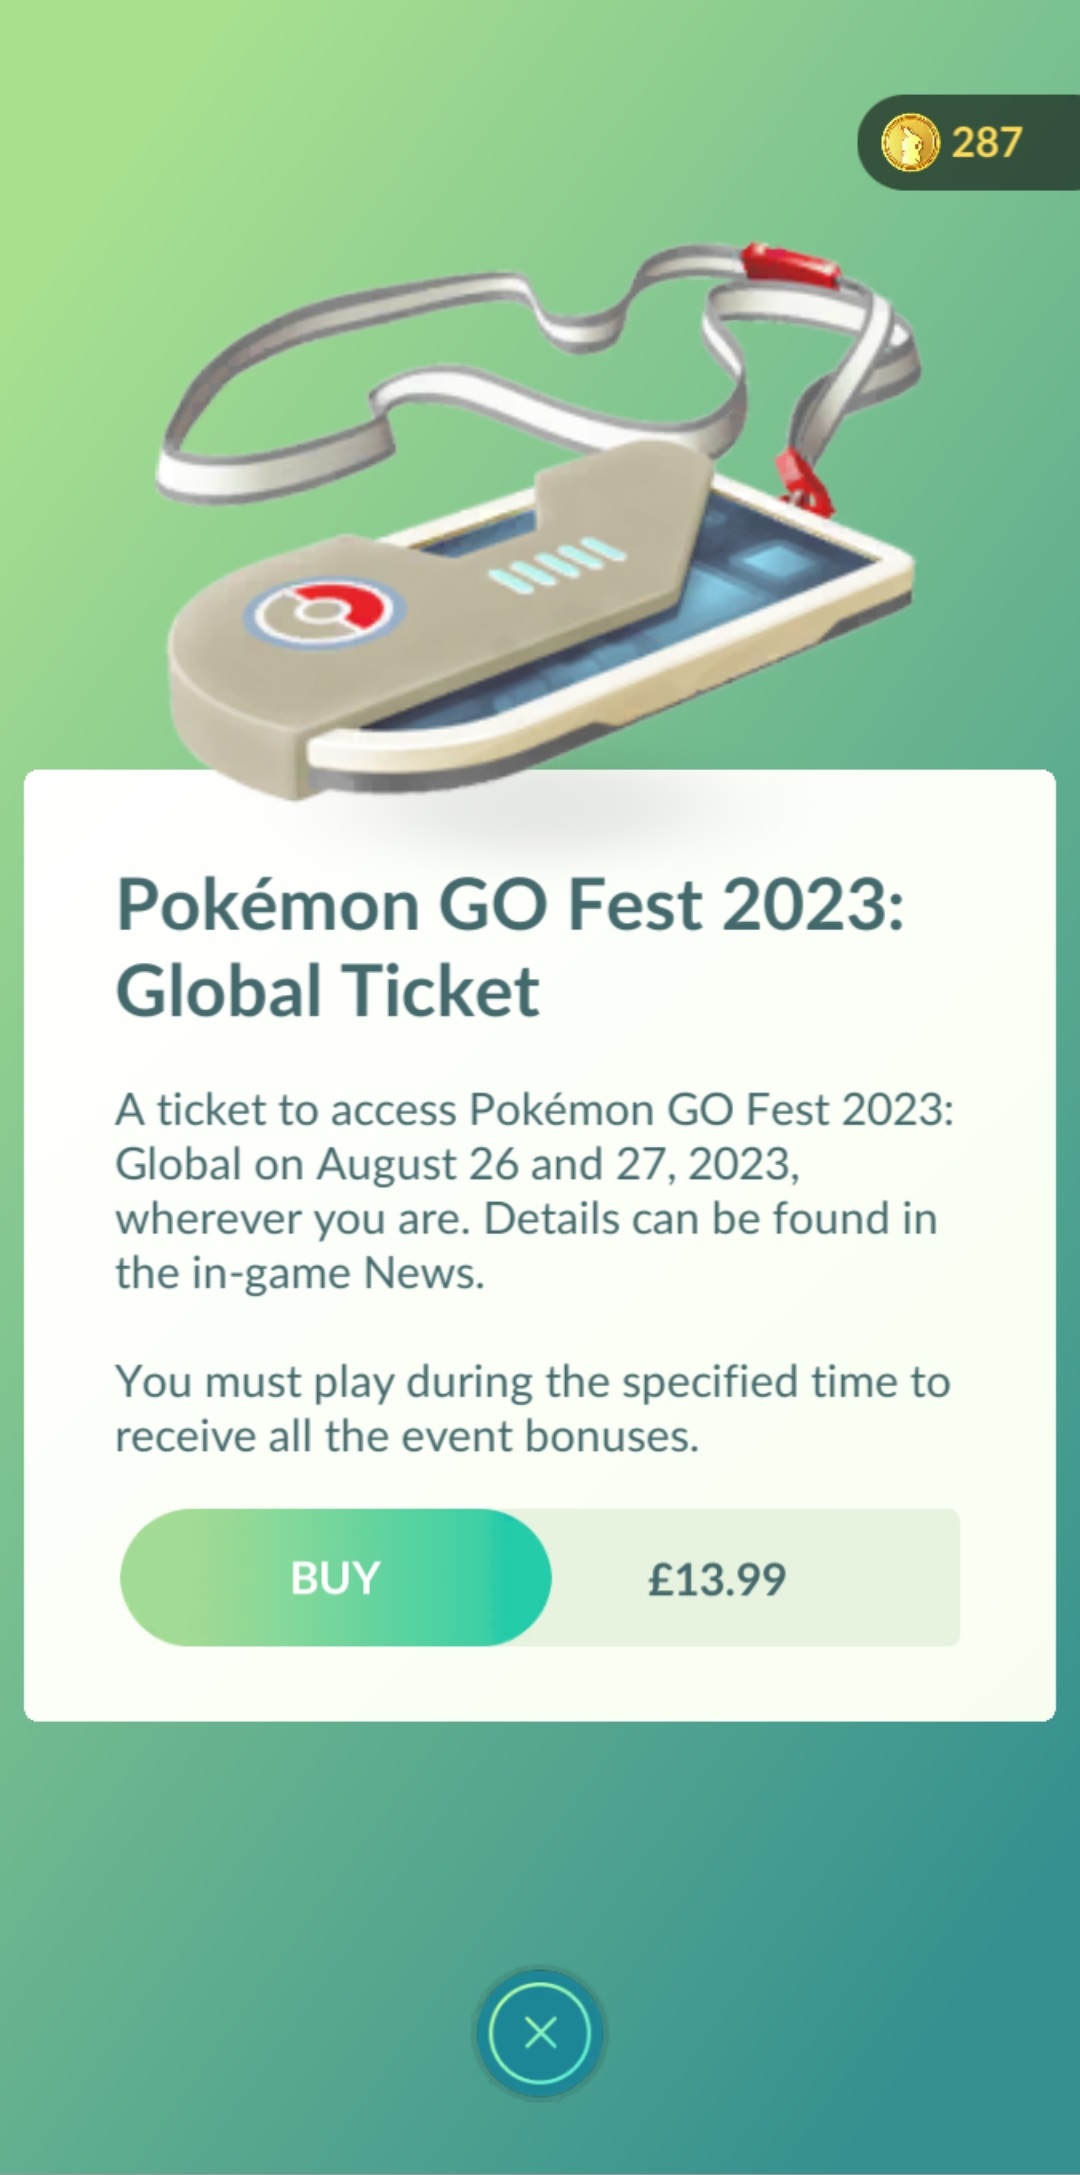 287
Pokémon GO Fest 2023:
Global Ticket
A ticket to access Pokémon GO Fest 2023:
Global on August 26 and 27, 2023,
wherever you are. Details can be found in
the in-game News.
You must play during the specified time to
receive all the event bonuses.
BUY £13.99